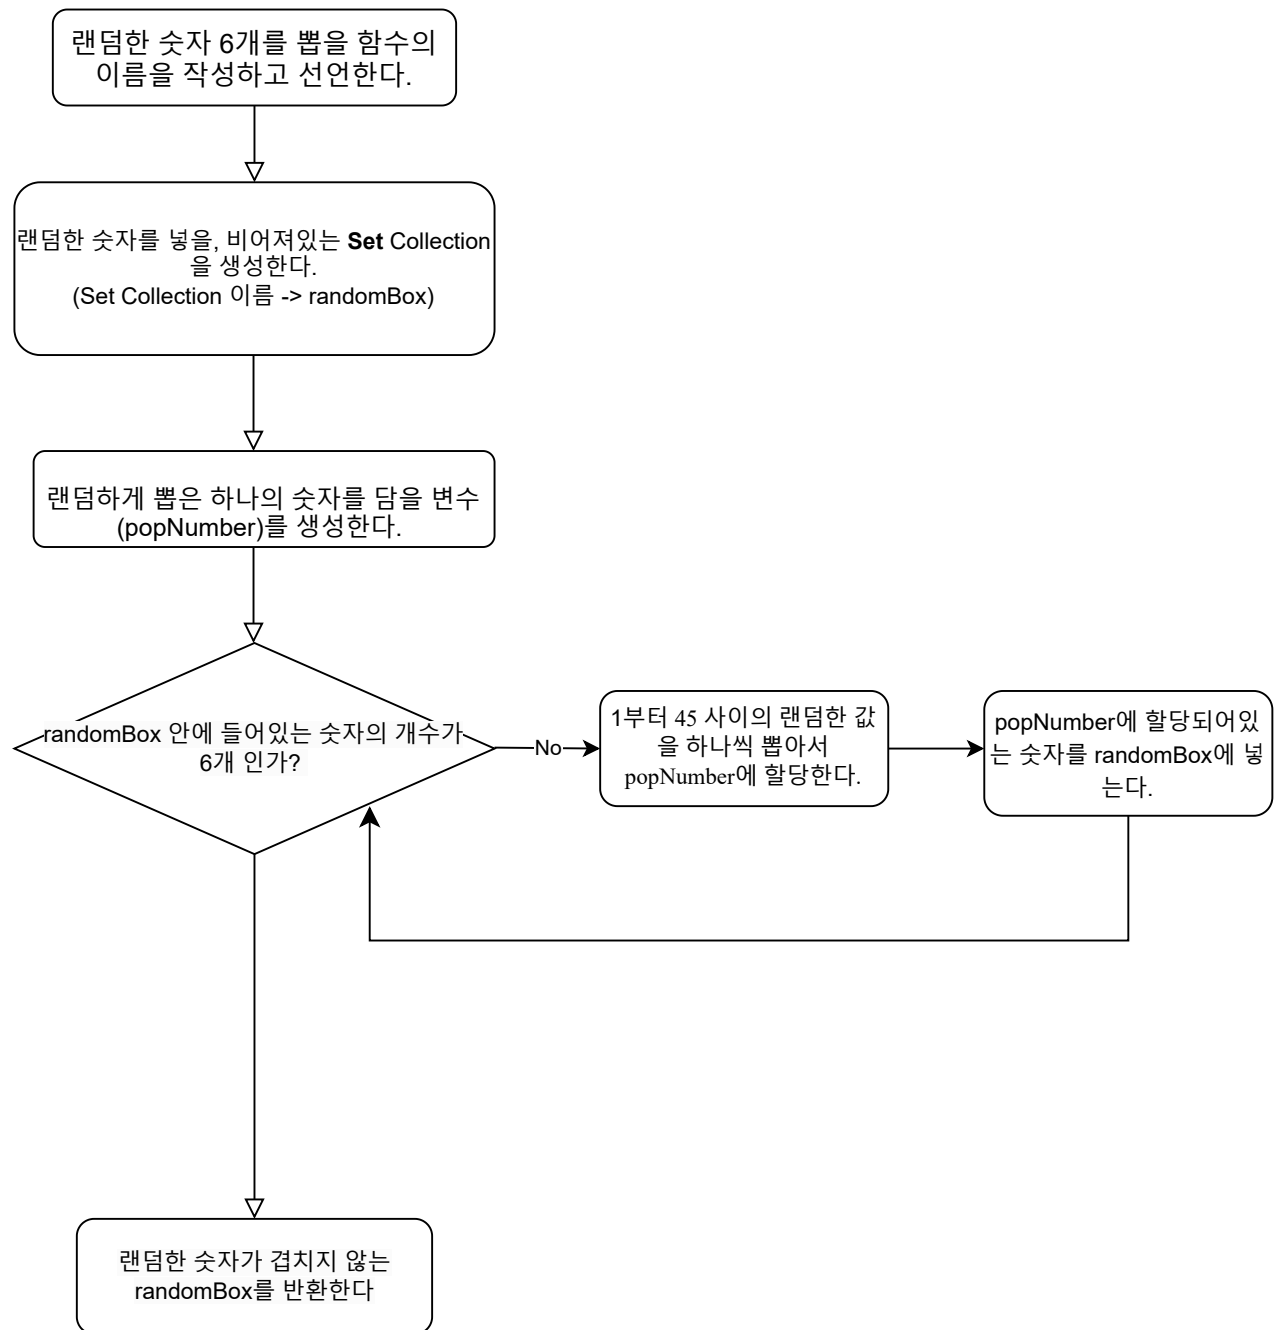 랜덤한 숫자 6개를 뽑을 함수의
이름을 작성하고 선언한다.
랜덤한 숫자를 넣을, 비어져있는 Set Collection
을 생성한다.
(Set Collection 이름 -> randomBox)
랜덤하게 뽑은 하나의 숫자를 담을 변수
(popNumber)를 생성한다.
randomBox 안에 들어있는 숫자의 개수가
6개 인가?
No
1부터 45 사이의 랜덤한 값
을 하나씩 뽑아서
popNumber에 할당한다.
popNumber에 할당되어있
는 숫자를 randomBox에 넣
는다.
랜덤한 숫자가 겹치지 않는
randomBox를 반환한다